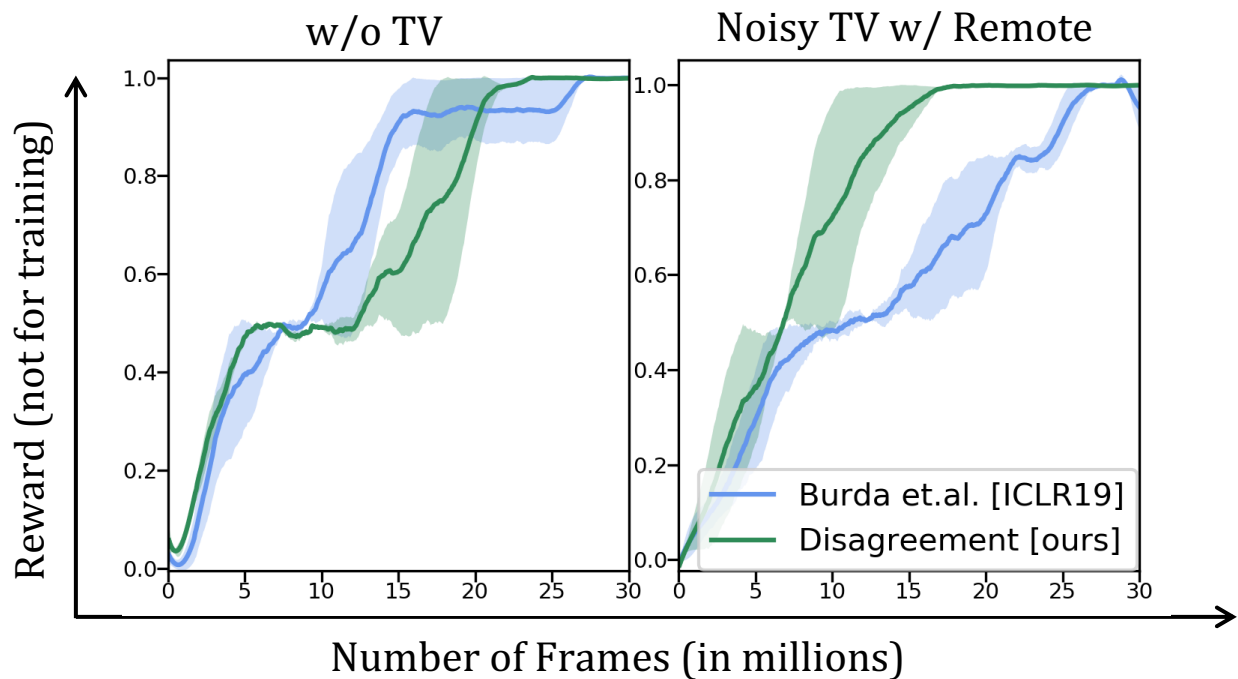 w/o TV
Noisy TV w/ Remote
Reward (not for training)
1.0
0.8
0.6
0.4
0.2
0.0
0 5 10 15 20 25 30
1.0
0.8
0.6
0.4
0.2
0.0
0 5 10 15 20 25 30
Burda et.al. [ICLR19]
Disagreement [ours]
Number of Frames (in millions)